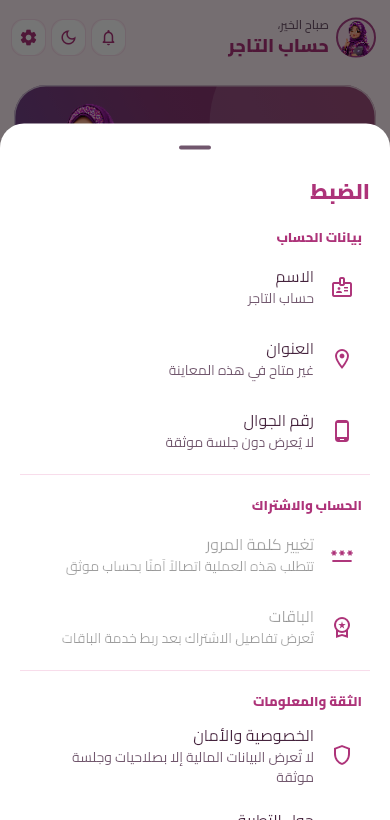 صباح الخير،
حساب التاجر
الضبط
بيانات الحساب
الاسم
حساب التاجر
العنوان
غير متاح في هذه المعاينة
رقم الجوال
لا يُعرض دون جلسة موثقة
الحساب والاشتراك
تغيير كلمة المرور
تتطلب هذه العملية اتصالاً آمنًا بحساب موثق
الباقات
تُعرض تفاصيل الاشتراك بعد ربط خدمة الباقات
الثقة والمعلومات
الخصوصية والأمان
لا تُعرض البيانات المالية إلا بصلاحيات وجلسة
موثقة